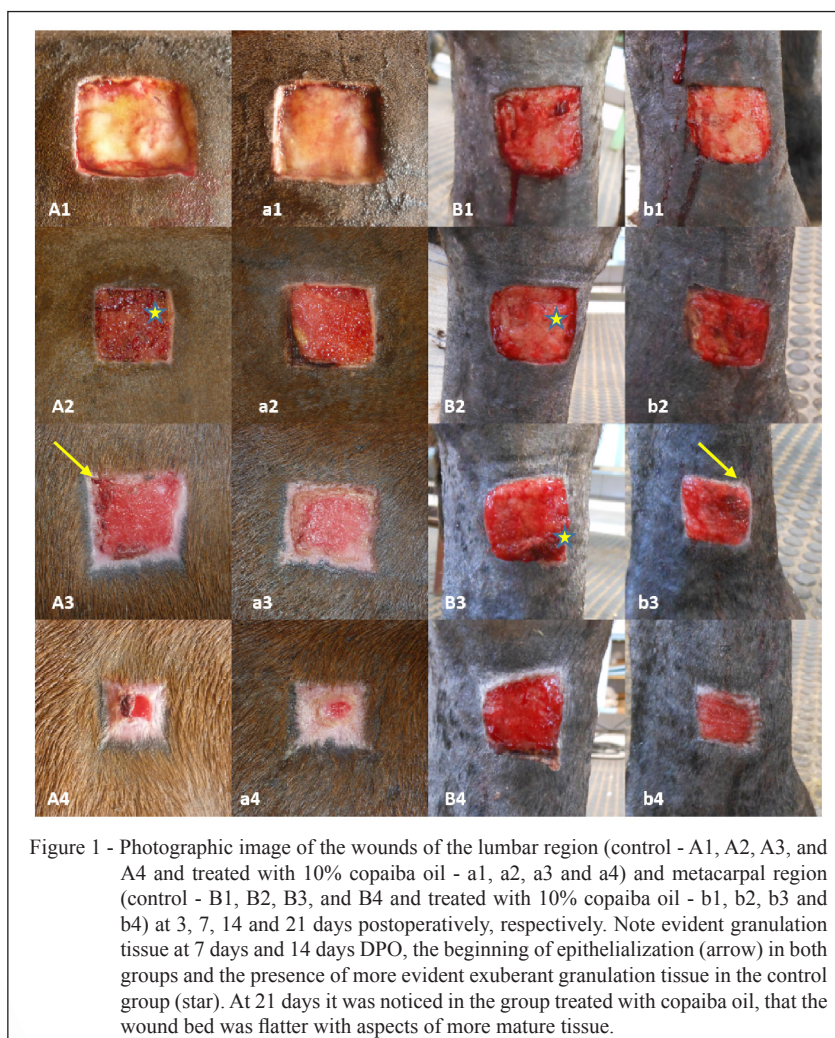 A1 a1 B1 b1
A2 a2 B2 b2
A3 a3 B3 b3
A4 a4 B4 b4
Figure 1 - Photographic image of the wounds of the lumbar region (control - A1, A2, A3, and
A4 and treated with 10% copaiba oil - a1, a2, a3 and a4) and metacarpal region
(control - B1, B2, B3, and B4 and treated with 10% copaiba oil - b1, b2, b3 and
b4) at 3, 7, 14 and 21 days postoperatively, respectively. Note evident granulation
tissue at 7 days and 14 days DPO, the beginning of epithelialization (arrow) in both
groups and the presence of more evident exuberant granulation tissue in the control
group (star). At 21 days it was noticed in the group treated with copaiba oil, that the
wound bed was flatter with aspects of more mature tissue.